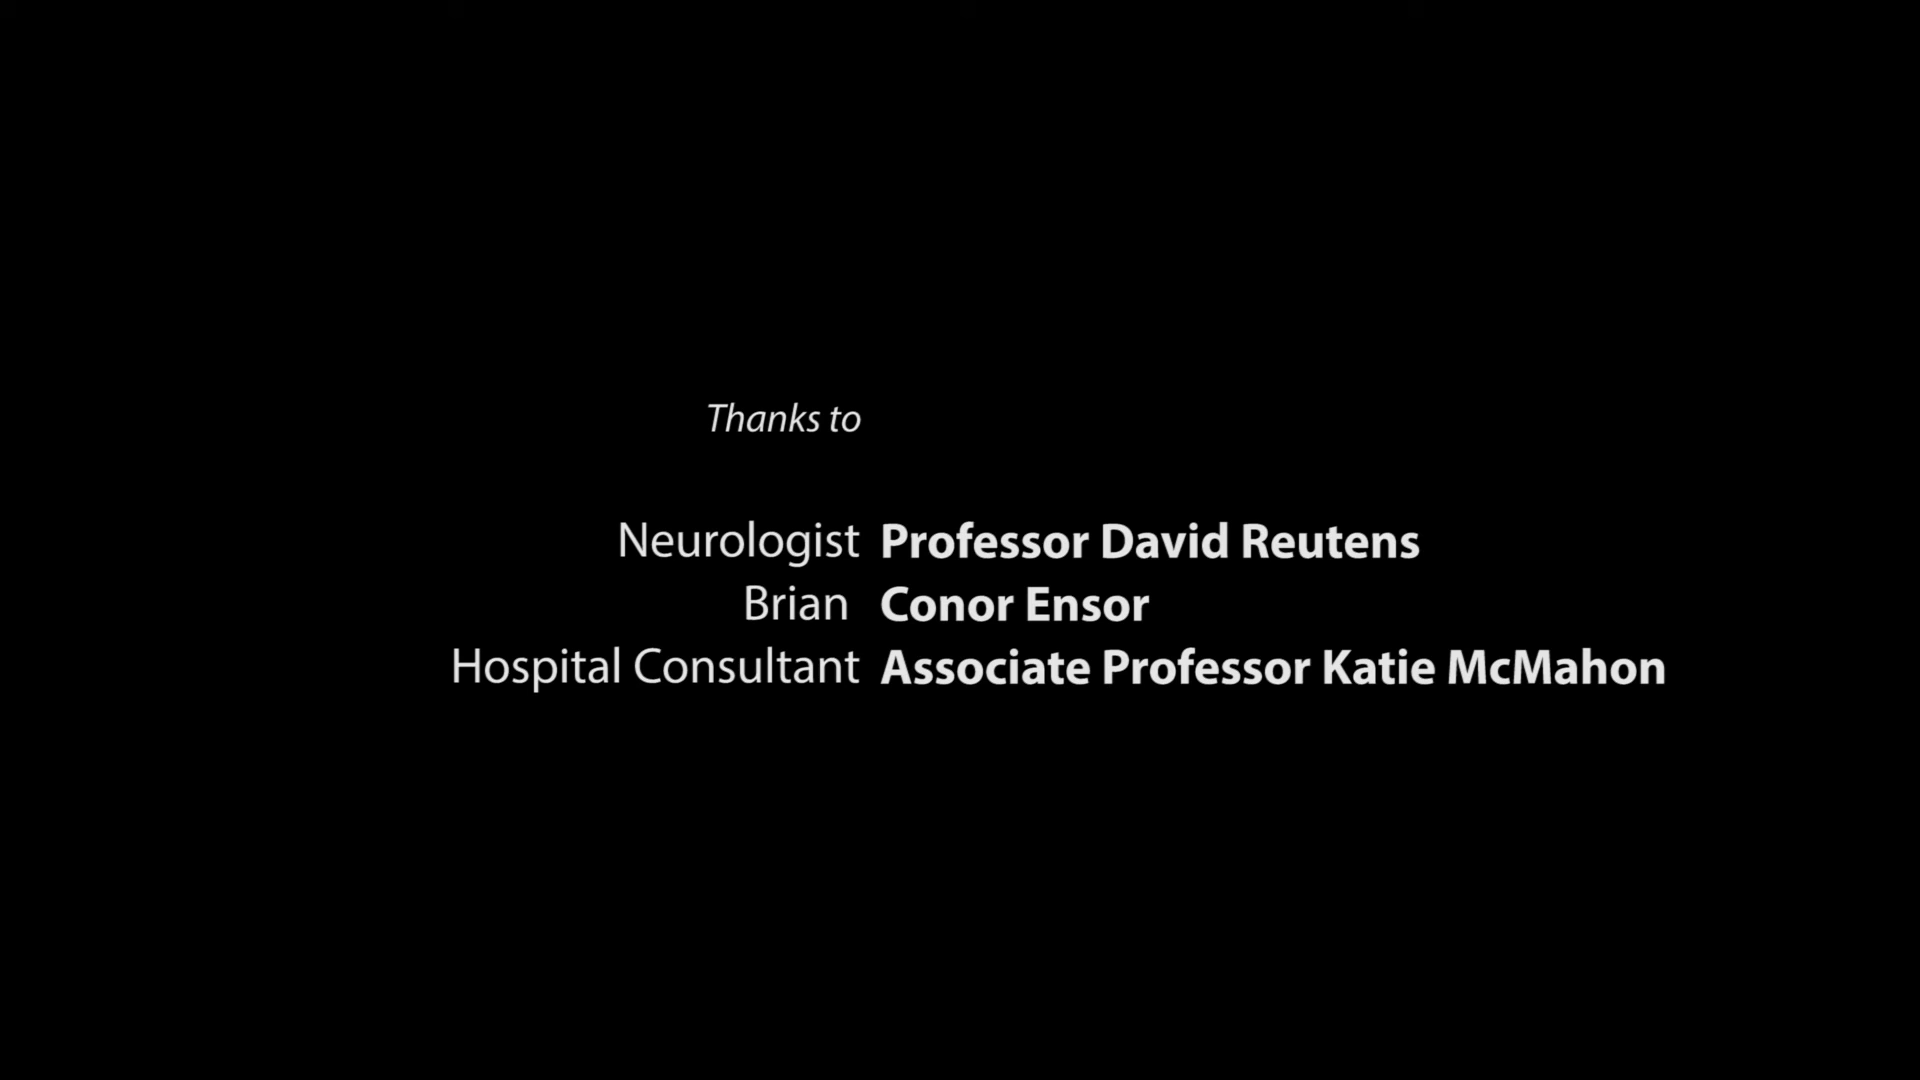 Thanks to
Neurologist Professor David Reutens
Brian Conor Ensor
Hospital Consultant Associate Professor Katie McMahon